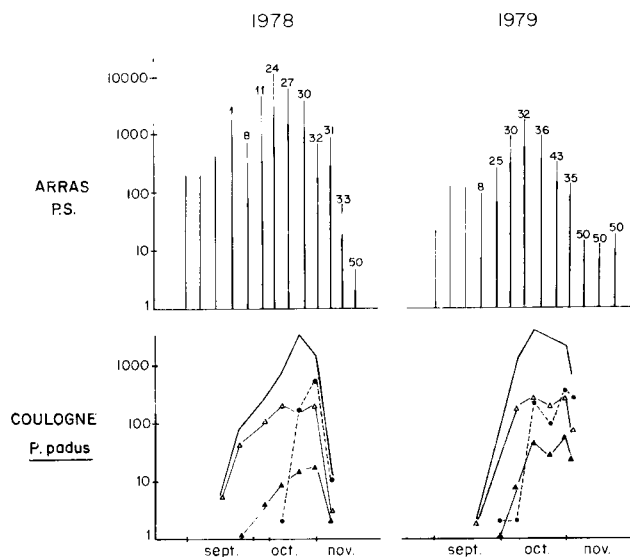 1978 1979
10000
1000
100
10
1
ARRAS
P.S.
1 8 11 24 27 30 32 31 33 50
8 25 30 32 36 43 35 50 50 50
1000
100
10
1
COULOGNE
P. padus
sept. oct. nov. sept. oct. nov.